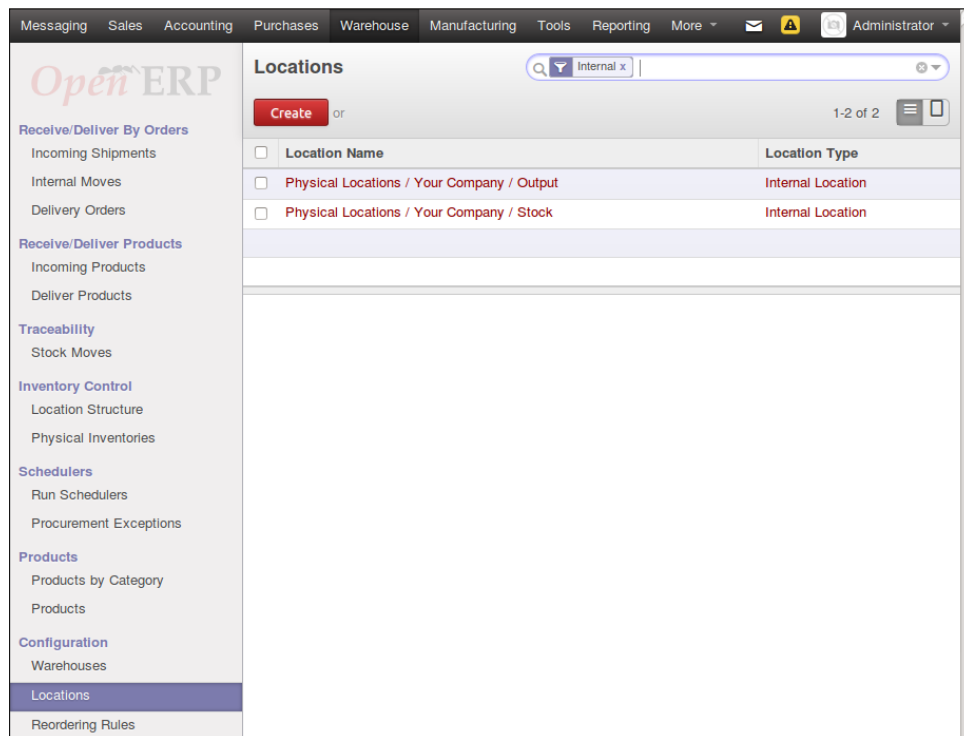 Messaging Sales Accounting Purchases Warehouse Manufacturing Tools Reporting More Administrator
Open ERP
Receive/Deliver By Orders
Incoming Shipments
Internal Moves
Delivery Orders
Receive/Deliver Products
Incoming Products
Deliver Products
Traceability
Stock Moves
Inventory Control
Location Structure
Physical Inventories
Schedulers
Run Schedulers
Procurement Exceptions
Products
Products by Category
Products
Configuration
Warehouses
Locations
Reordering Rules
Locations
Internal x
Create or
1-2 of 2
Location Name Location Type
Physical Locations / Your Company / Output Internal Location
Physical Locations / Your Company / Stock Internal Location